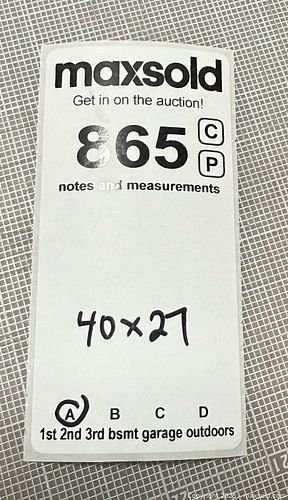 maxsold
Get in on the auction!
865 C
P
notes and measurements
40x27
A B C D
1st 2nd 3rd bsmt garage outdoors